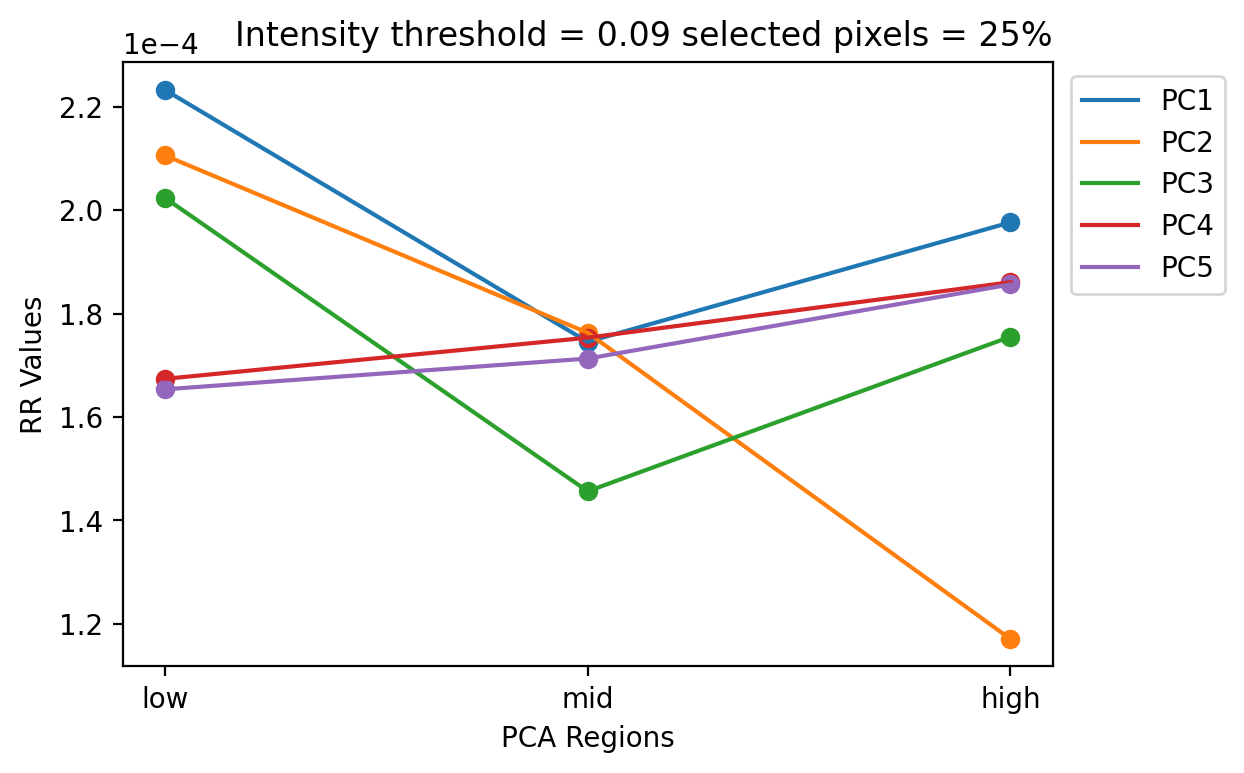 1e−4 Intensity threshold = 0.09 selected pixels = 25%
2.2
2.0
1.8
1.6
1.4
1.2
RR Values
low mid high
PCA Regions
PC1
PC2
PC3
PC4
PC5